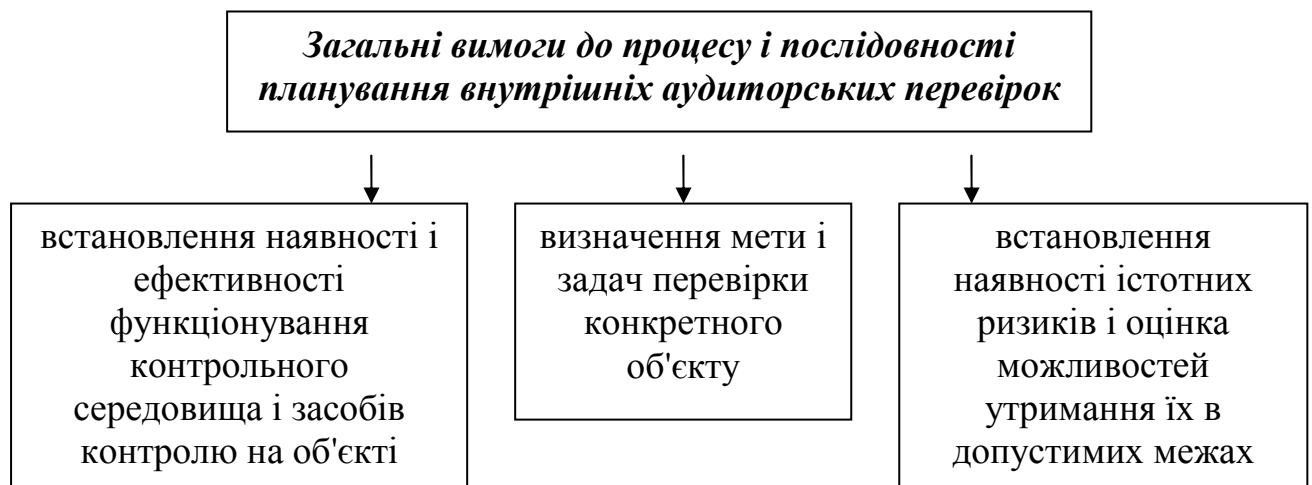 Загальні вимоги до процесу і послідовності
планування внутрішніх аудиторських перевірок
встановлення наявності і
ефективності
функціонування
контрольного
середовища і засобів
контролю на об'єкті
визначення мети і
задач перевірки
конкретного
об'єкту
встановлення
наявності істотних
ризиків і оцінка
можливостей
утримання їх в
допустимих межах